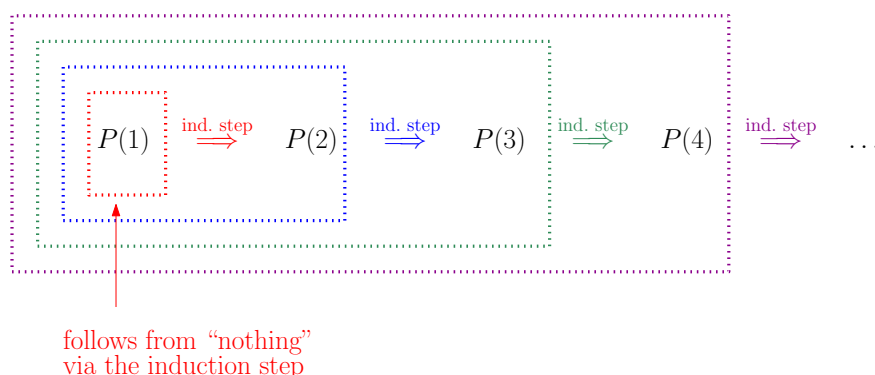 ind. step ind. step ind. step ind. step
P(1) ⟹ P(2) ⟹ P(3) ⟹ P(4) ⟹ ...
follows from “nothing”
via the induction step